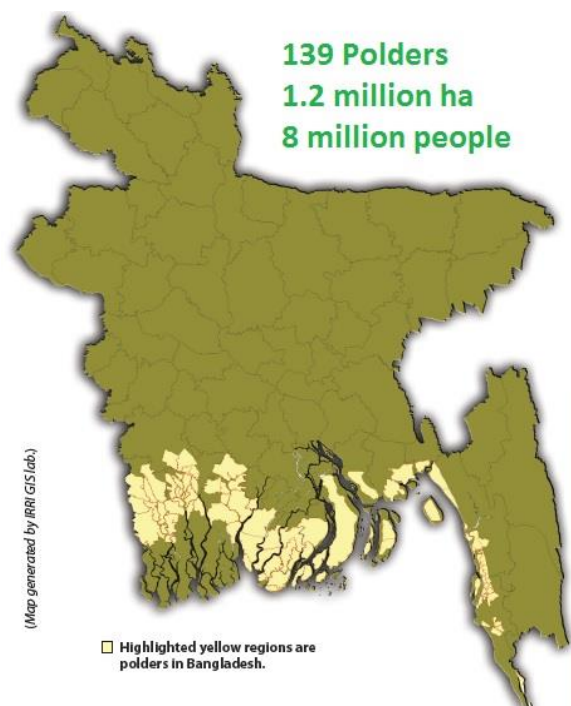 139 Polders
1.2 million ha
8 million people
(Map generated by IRRI GIS lab.)
Highlighted yellow regions are
polders in Bangladesh.